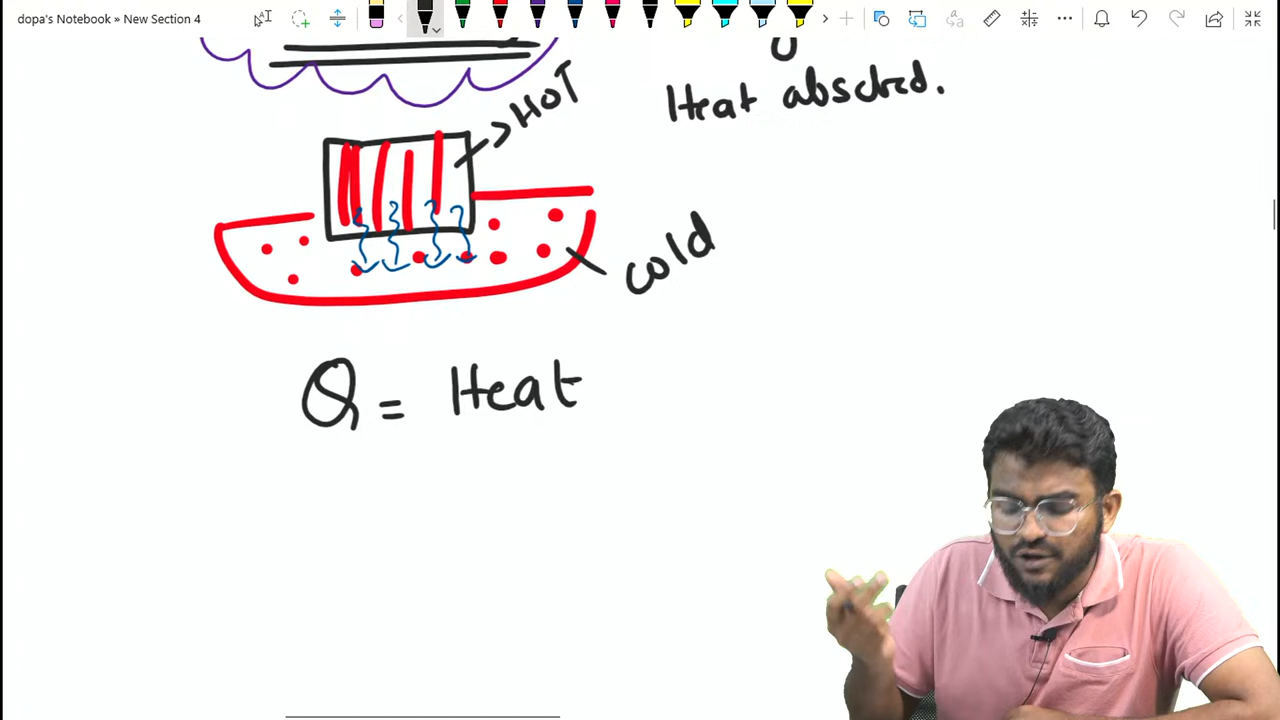 dopa's Notebook » New Section 4
Heat absorbed.
HOT
cold
Q = Heat